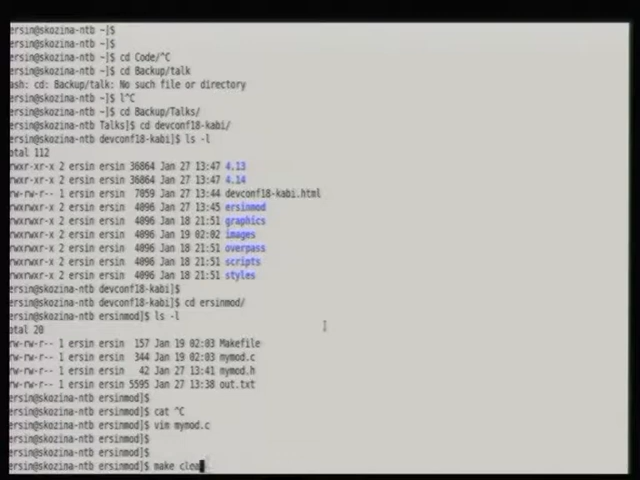 ersin@skozina-ntb ~]$
ersin@skozina-ntb ~]$
ersin@skozina-ntb ~]$ cd Code/^C
ersin@skozina-ntb ~]$ cd Backup/talk
ash: cd: Backup/talk: No such file or directory
ersin@skozina-ntb ~]$ l^C
ersin@skozina-ntb ~]$ cd Backup/Talks/
ersin@skozina-ntb Talks]$ cd devconf18-kabi/
ersin@skozina-ntb devconf18-kabi]$ ls -l
otal 112
rwxr-xr-x 2 ersin ersin 36864 Jan 27 13:47 4.13
rwxr-xr-x 2 ersin ersin 36864 Jan 27 13:47 4.14
rw-rw-r-- 1 ersin ersin 7059 Jan 27 13:44 devconf18-kabi.html
rwxrwxr-x 2 ersin ersin 4096 Jan 27 13:45 ersinmod
rwxrwxr-x 2 ersin ersin 4096 Jan 18 21:51 graphics
rwxrwxr-x 2 ersin ersin 4096 Jan 19 02:02 images
rwxrwxr-x 2 ersin ersin 4096 Jan 18 21:51 overpass
rwxrwxr-x 2 ersin ersin 4096 Jan 18 21:51 scripts
rwxrwxr-x 2 ersin ersin 4096 Jan 18 21:51 styles
ersin@skozina-ntb devconf18-kabi]$
ersin@skozina-ntb devconf18-kabi]$ cd ersinmod/
ersin@skozina-ntb ersinmod]$ ls -l
otal 20
rw-rw-r-- 1 ersin ersin 157 Jan 19 02:03 Makefile
rw-rw-r-- 1 ersin ersin 344 Jan 19 02:03 mymod.c
rw-rw-r-- 1 ersin ersin 42 Jan 27 13:41 mymod.h
rw-rw-r-- 1 ersin ersin 5595 Jan 27 13:38 out.txt
ersin@skozina-ntb ersinmod]$
ersin@skozina-ntb ersinmod]$ cat ^C
ersin@skozina-ntb ersinmod]$ vim mymod.c
ersin@skozina-ntb ersinmod]$
ersin@skozina-ntb ersinmod]$
ersin@skozina-ntb ersinmod]$ make clea